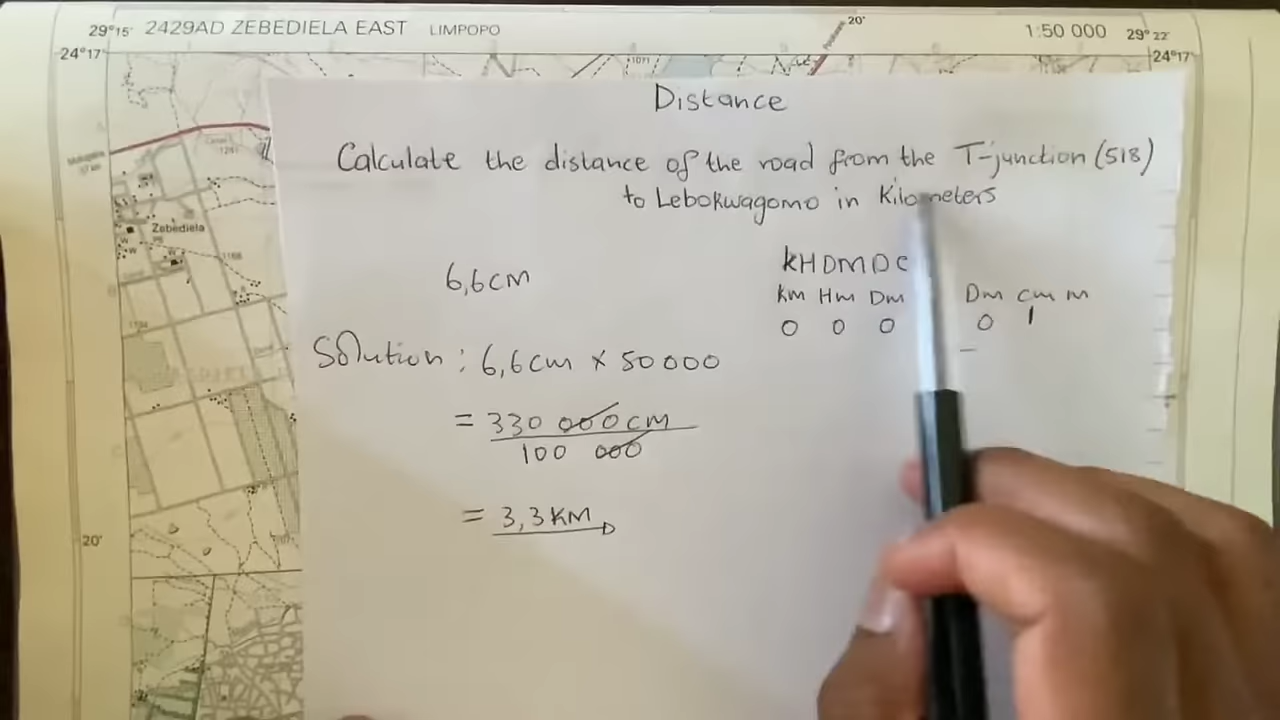 29°15' 2429AD ZEBEDIELA EAST LIMPOPO 20' 1:50 000 29°22'
24°17' 1071 24°17'
Distance
Calculate the distance of the road from the T-junction (518)
to Lebokwagomo in Kilometers
Zebediela
kHDMDC
6,6cm
Km Hm Dm Dm cm m
0 0 0 0 1
Solution : 6,6cm × 50000
= 330 000cm
100 000
= 3,3KM
20'